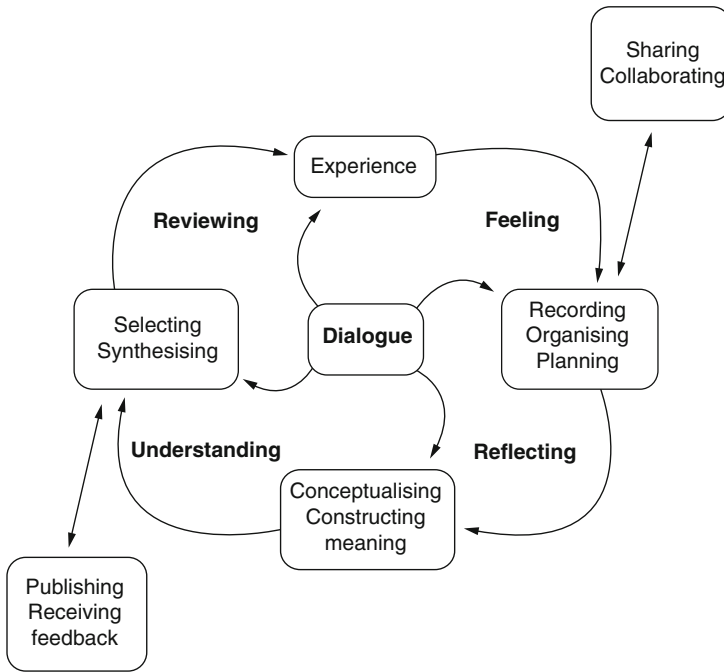 Sharing
Collaborating
Experience
Reviewing
Feeling
Selecting
Synthesising
Dialogue
Recording
Organising
Planning
Understanding
Reflecting
Conceptualising
Constructing
meaning
Publishing
Receiving
feedback